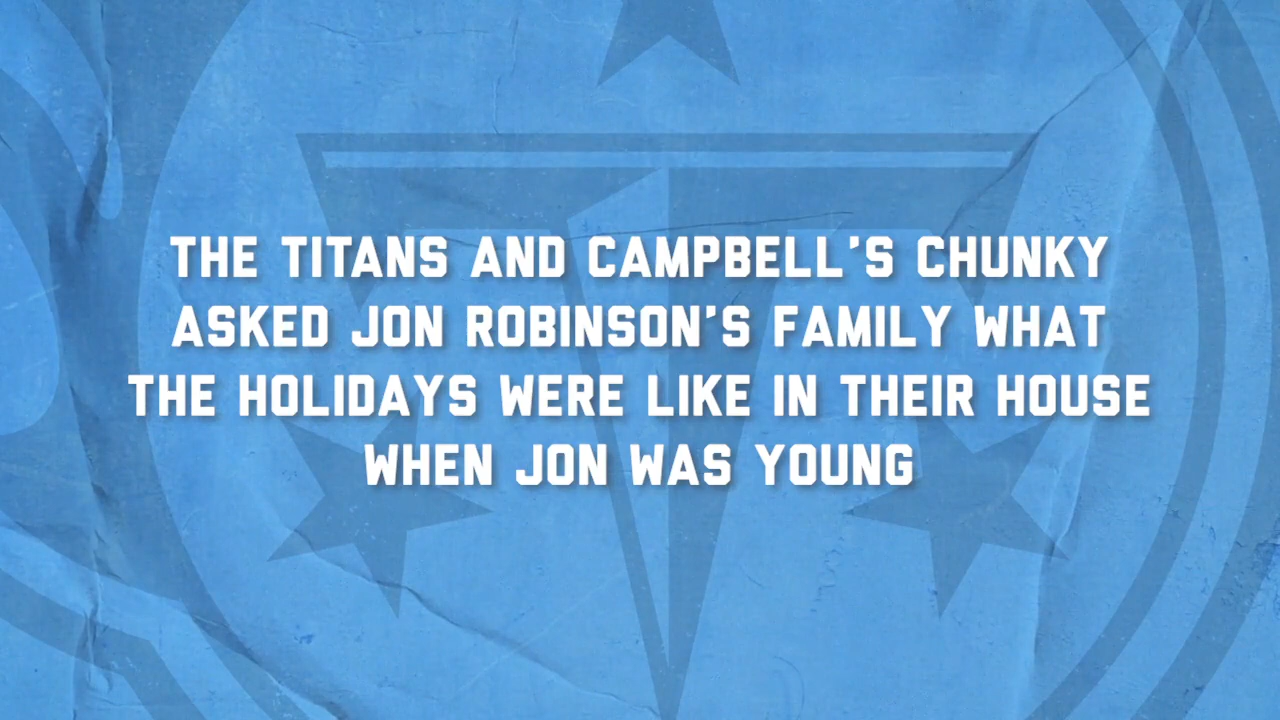 THE TITANS AND CAMPBELL'S CHUNKY
ASKED JON ROBINSON'S FAMILY WHAT
THE HOLIDAYS WERE LIKE IN THEIR HOUSE
WHEN JON WAS YOUNG